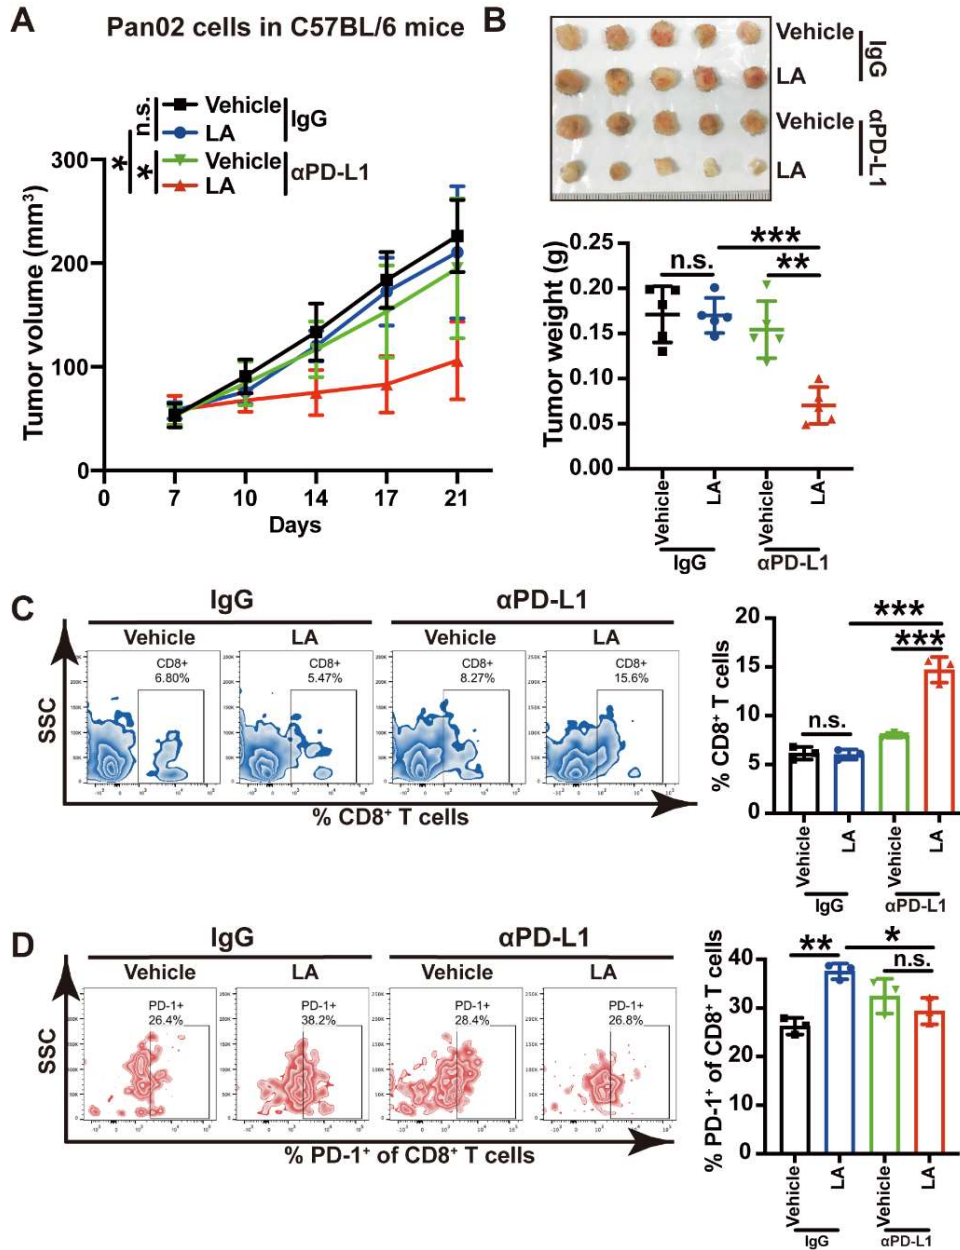 A
Pan02 cells in C57BL/6 mice
n.s.
*
*
Vehicle
LA
IgG
Vehicle
LA
αPD-L1
Tumor volume (mm³)
300
200
100
0
0 7 10 14 17 21
Days
B
Vehicle
LA
IgG
Vehicle
LA
αPD-L1
Tumor weight (g)
0.25
0.20
0.15
0.10
0.05
0.00
n.s.
***
**
Vehicle LA Vehicle LA
IgG αPD-L1
C
IgG αPD-L1
Vehicle LA Vehicle LA
SSC
CD8+
6.80%
CD8+
5.47%
CD8+
8.27%
CD8+
15.6%
% CD8⁺ T cells
% CD8⁺ T cells
20
15
10
5
0
n.s.
***
***
Vehicle LA Vehicle LA
IgG αPD-L1
D
IgG αPD-L1
Vehicle LA Vehicle LA
SSC
PD-1+
26.4%
PD-1+
38.2%
PD-1+
28.4%
PD-1+
26.8%
% PD-1⁺ of CD8⁺ T cells
% PD-1⁺ of CD8⁺ T cells
40
30
20
10
0
**
*
n.s.
Vehicle LA Vehicle LA
IgG αPD-L1